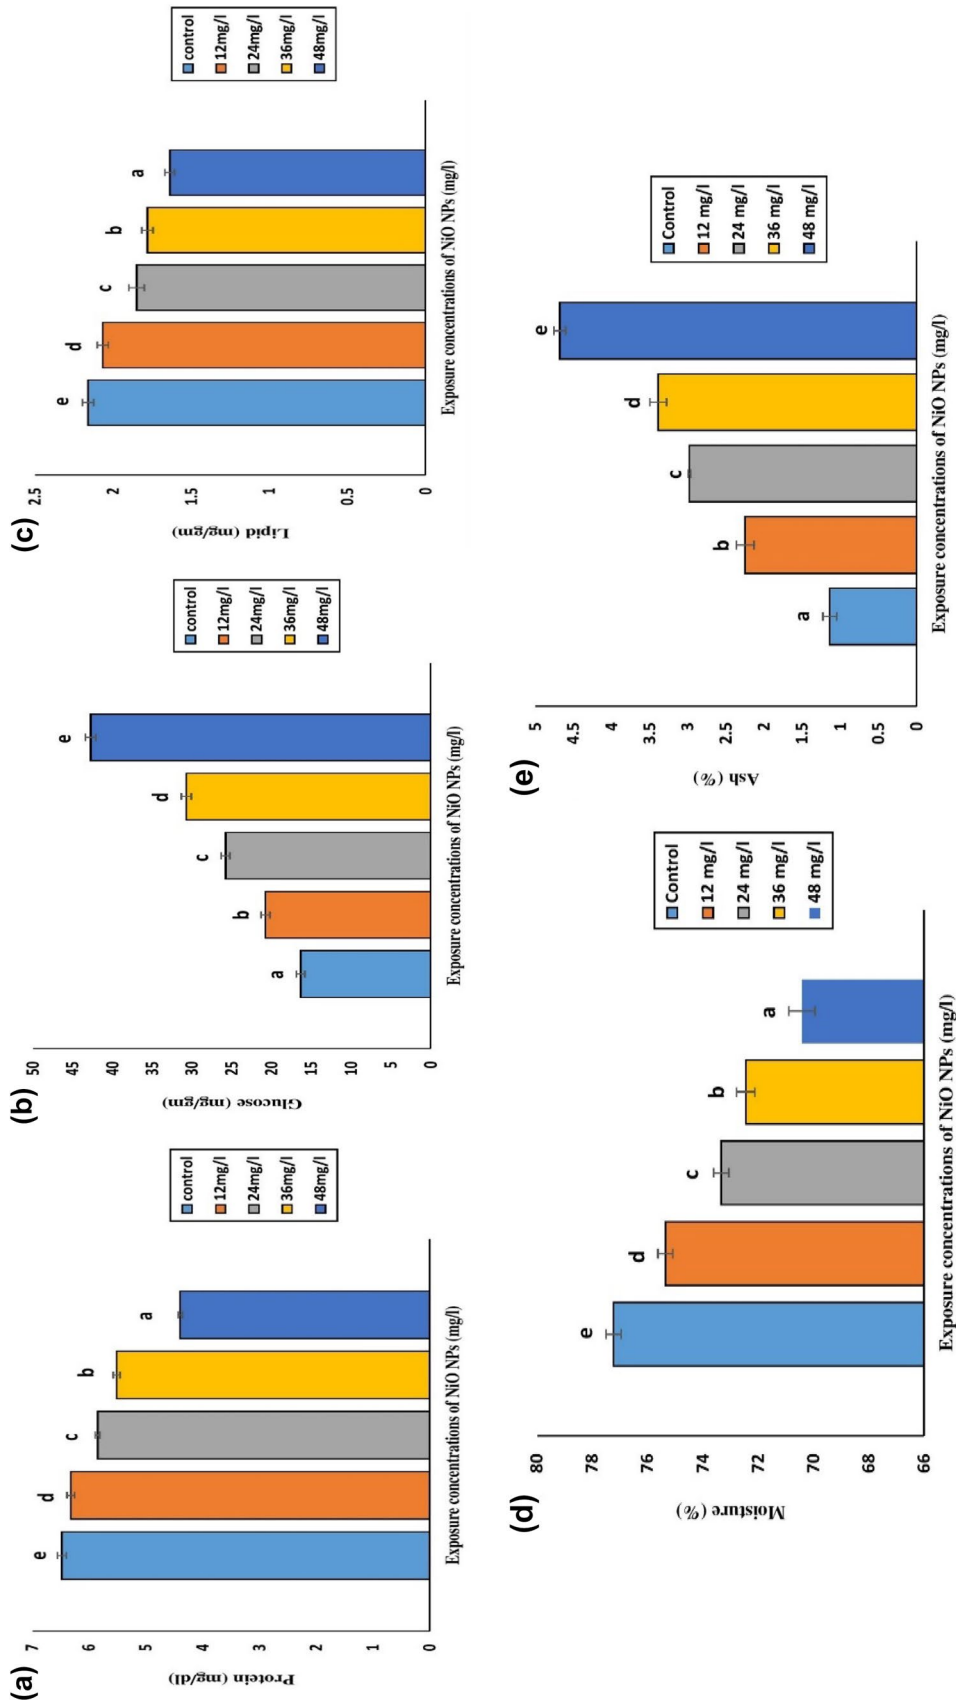 (a)
Protein (mg/dl)
7
6
5
4
3
2
1
0
e
d
c
b
a
Exposure concentrations of NiO NPs (mg/l)
control
12mg/l
24mg/l
36mg/l
48mg/l
(b)
Glucose (mg/gm)
50
45
40
35
30
25
20
15
10
5
0
a
b
c
d
e
Exposure concentrations of NiO NPs (mg/l)
control
12mg/l
24mg/l
36mg/l
48mg/l
(c)
Lipid (mg/gm)
2.5
2
1.5
1
0.5
0
e
d
c
b
a
Exposure concentrations of NiO NPs (mg/l)
control
12mg/l
24mg/l
36mg/l
48mg/l
(d)
Moisture (%)
80
78
76
74
72
70
68
66
e
d
c
b
a
Exposure concentrations of NiO NPs (mg/l)
Control
12 mg/l
24 mg/l
36 mg/l
48 mg/l
(e)
Ash (%)
5
4.5
3.5
3
2.5
2
1.5
1
0.5
0
a
b
c
d
e
Exposure concentrations of NiO NPs (mg/l)
Control
12 mg/l
24 mg/l
36 mg/l
48 mg/l